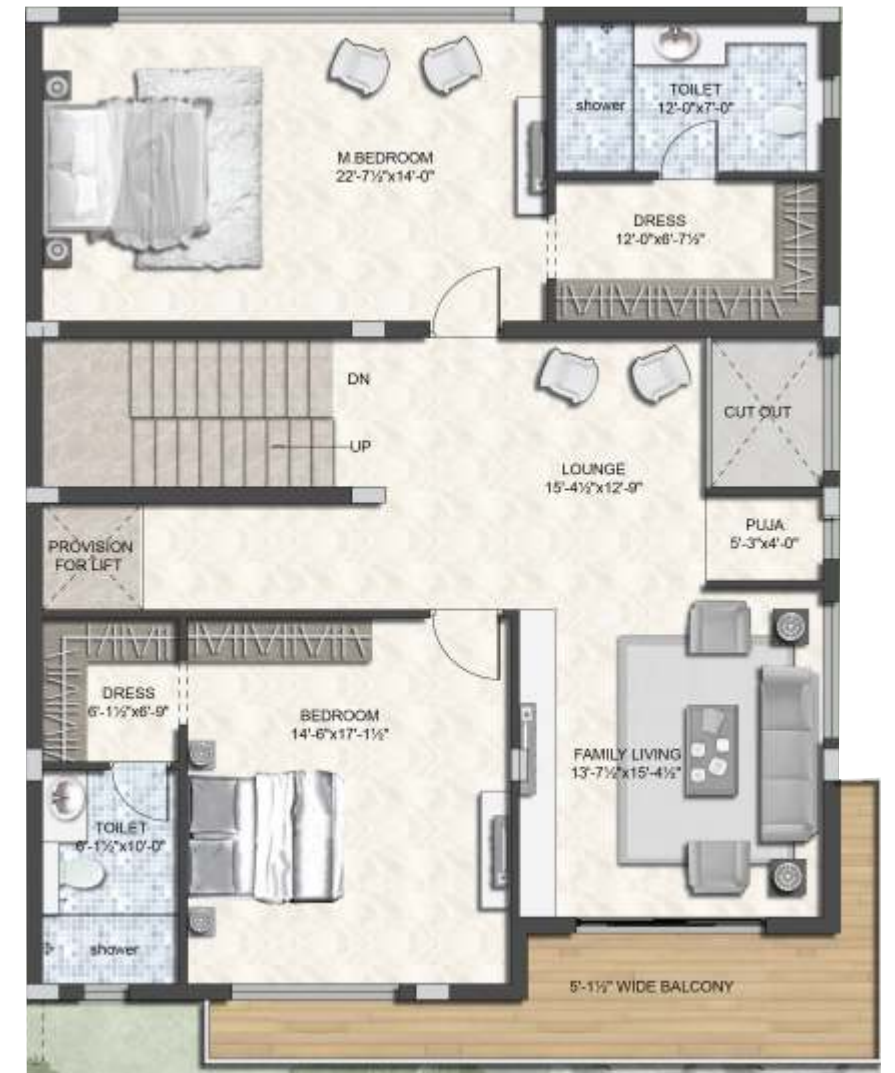 TOILET
12'-0"x7'-0"
shower
M.BEDROOM
22'-7½"x14'-0"
DRESS
12'-0"x6'-7½"
DN
UP
CUT OUT
LOUNGE
15'-4½"x12'-9"
PUJA
5'-3"x4'-0"
PROVISION
FOR LIFT
DRESS
6'-1½"x6'-9"
BEDROOM
14'-6"x17'-1½"
FAMILY LIVING
13'-7½"x15'-4½"
TOILET
6'-1½"x10'-0"
shower
5'-1½" WIDE BALCONY